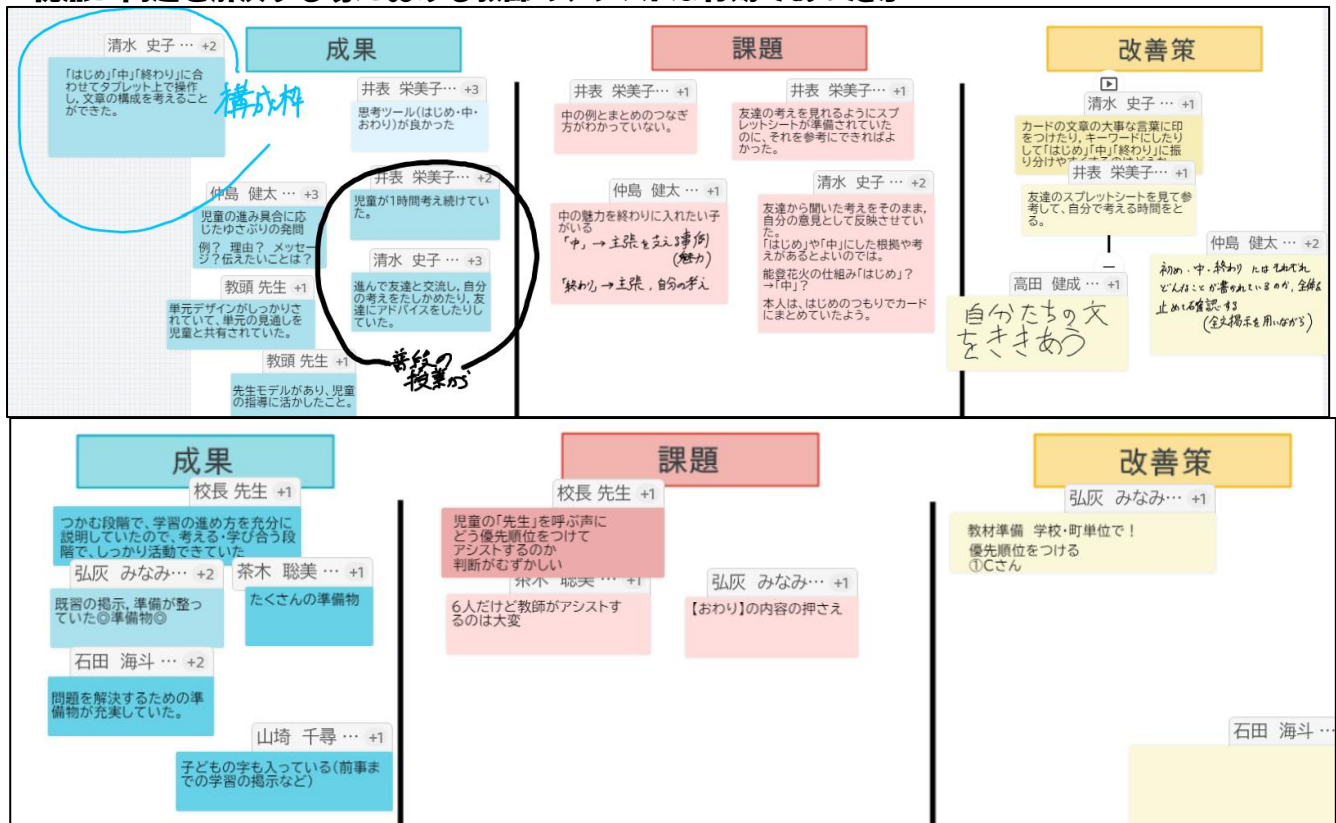 成果
清水 史子… +2
「はじめ」「中」「終わり」に合
わせてタブレット上で操作
し，文章の構成を考えること
ができた。
構成枠
井表 栄美子… +3
思考ツール（はじめ・中・
おわり）が良かった
仲島 健太 … +3
児童の進み具合に応
じたゆさぶりの発問
例？ 理由？ メッセー
ジ？伝えたいことは？
井表 栄美子… +2
児童が1時間考え続けてい
た。
清水 史子 … +3
進んで友達と交流し，自分
の考えをたしかめたり，友
達にアドバイスをしたりし
ていた。
普段の
授業から
教頭 先生 +1
単元デザインがしっかりさ
れていて、単元の見通しを
児童と共有されていた。
教頭 先生 +1
先生モデルがあり、児童
の指導に活かしたこと。
課題
井表 栄美子… +1
中の例とまとめのつなぎ
方がわかっていない。
井表 栄美子… +1
友達の考えを見れるようにスプ
レットシートが準備されていた
のに、それを参考にできればよ
かった。
仲島 健太 … +1
中の魅力を終わりに入れたい子
がいる
「中」→主張を支える事例
（魅力）
「終わり」→主張，自分の考え
清水 史子 … +2
友達から聞いた考えをそのまま，
自分の意見として反映させてい
た。
「はじめ」や「中」にした根拠や考
えがあるとよいのでは。
能登花火の仕組み「はじめ」？
→「中」？
本人は、はじめのつもりでカード
にまとめていたよう。
改善策
清水 史子 … +1
カードの文章の大事な言葉に印
をつけたり，キーワードにしたり
して「はじめ」「中」「終わり」に振
井表 栄美子… +1
友達のスプレットシートを見て参
考して、自分で考える時間をと
る。
高田 健成 … +1
自分たちの文
をききあう
仲島 健太 … +2
初め・中・終わり にはそれぞれ
どんなことが書かれているのか，全体を
止めて確認する
（全文掲示を用いながら）
成果
校長 先生 +1
つかむ段階で、学習の進め方を充分に
説明していたので、考える・学び合う段
階で、しっかり活動できていた
弘灰 みなみ… +2
既習の掲示，準備が整っ
ていた◎準備物◎
茶木 聡美 … +1
たくさんの準備物
石田 海斗 … +2
問題を解決するための準
備物が充実していた。
山埼 千尋 … +1
子どもの字も入っている（前事ま
での学習の掲示など）
課題
校長 先生 +1
児童の「先生」を呼ぶ声に
どう優先順位をつけて
アシストするのか
判断がむずかしい
茶木 聡美 … +1
６人だけど教師がアシストす
るのは大変
弘灰 みなみ… +1
【おわり】の内容の押さえ
改善策
弘灰 みなみ… +1
教材準備 学校・町単位で！
優先順位をつける
①Cさん
石田 海斗 …